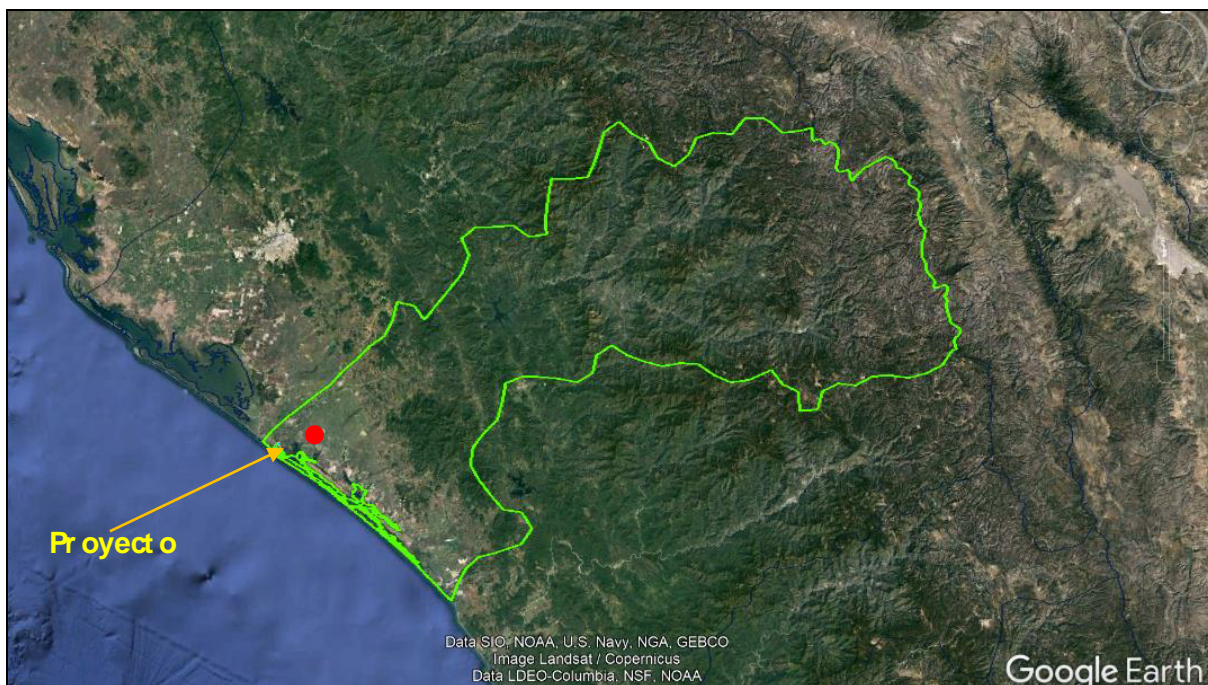 Pr oyect o
Data SIO, NOAA, U.S. Navy, NGA, GEBCO
Image Landsat / Copernicus
Data LDEO-Columbia, NSF, NOAA
Google Earth